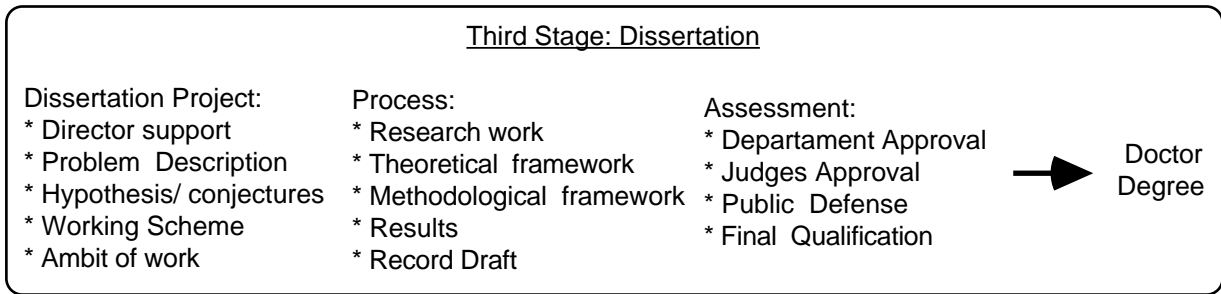 Third Stage: Dissertation
Dissertation Project:
* Director support
* Problem Description
* Hypothesis/ conjectures
* Working Scheme
* Ambit of work
Process:
* Research work
* Theoretical framework
* Methodological framework
* Results
* Record Draft
Assessment:
* Departament Approval
* Judges Approval
* Public Defense
* Final Qualification
Doctor
Degree